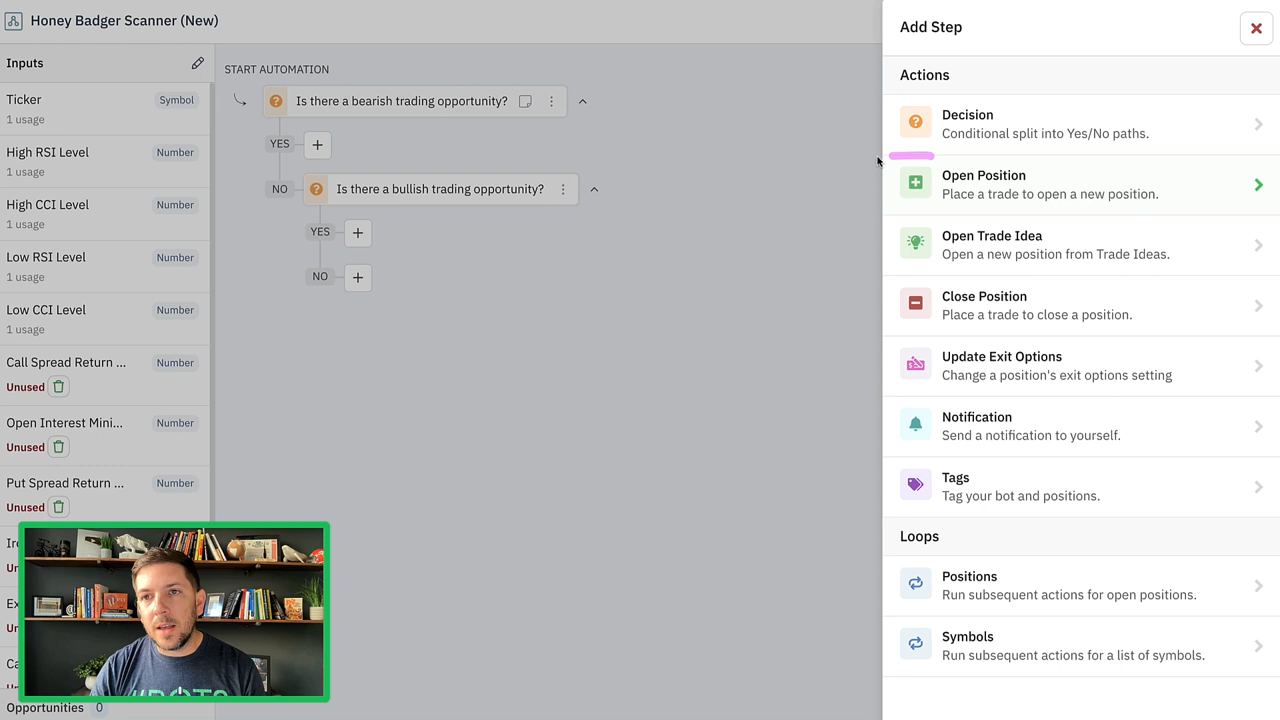 Honey Badger Scanner (New)
Inputs
Ticker
Symbol
1 usage
High RSI Level
Number
1 usage
High CCI Level
Number
1 usage
Low RSI Level
Number
1 usage
Low CCI Level
Number
1 usage
Call Spread Return ...
Number
Unused
Open Interest Mini...
Number
Unused
Put Spread Return ...
Number
Unused
Opportunities 0
START AUTOMATION
Is there a bearish trading opportunity?
YES
NO
Is there a bullish trading opportunity?
YES
NO
Add Step
Actions
Decision
Conditional split into Yes/No paths.
Open Position
Place a trade to open a new position.
Open Trade Idea
Open a new position from Trade Ideas.
Close Position
Place a trade to close a position.
Update Exit Options
Change a position's exit options setting
Notification
Send a notification to yourself.
Tags
Tag your bot and positions.
Loops
Positions
Run subsequent actions for open positions.
Symbols
Run subsequent actions for a list of symbols.